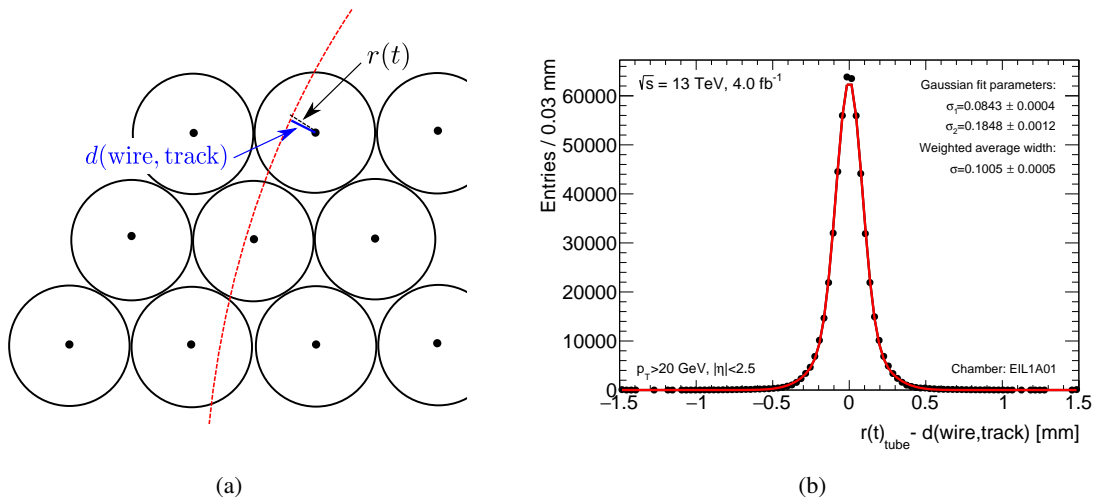 r(t)
d(wire, track)
(a)
√s = 13 TeV, 4.0 fb⁻¹
Gaussian fit parameters:
σ₁=0.0843 ± 0.0004
σ₂=0.1848 ± 0.0012
Weighted average width:
σ=0.1005 ± 0.0005
Entries / 0.03 mm
60000
50000
40000
30000
20000
10000
0
p_T>20 GeV, |η|<2.5
Chamber: EIL1A01
−1.5 −1 −0.5 0 0.5 1 1.5
r(t)_tube - d(wire,track) [mm]
(b)